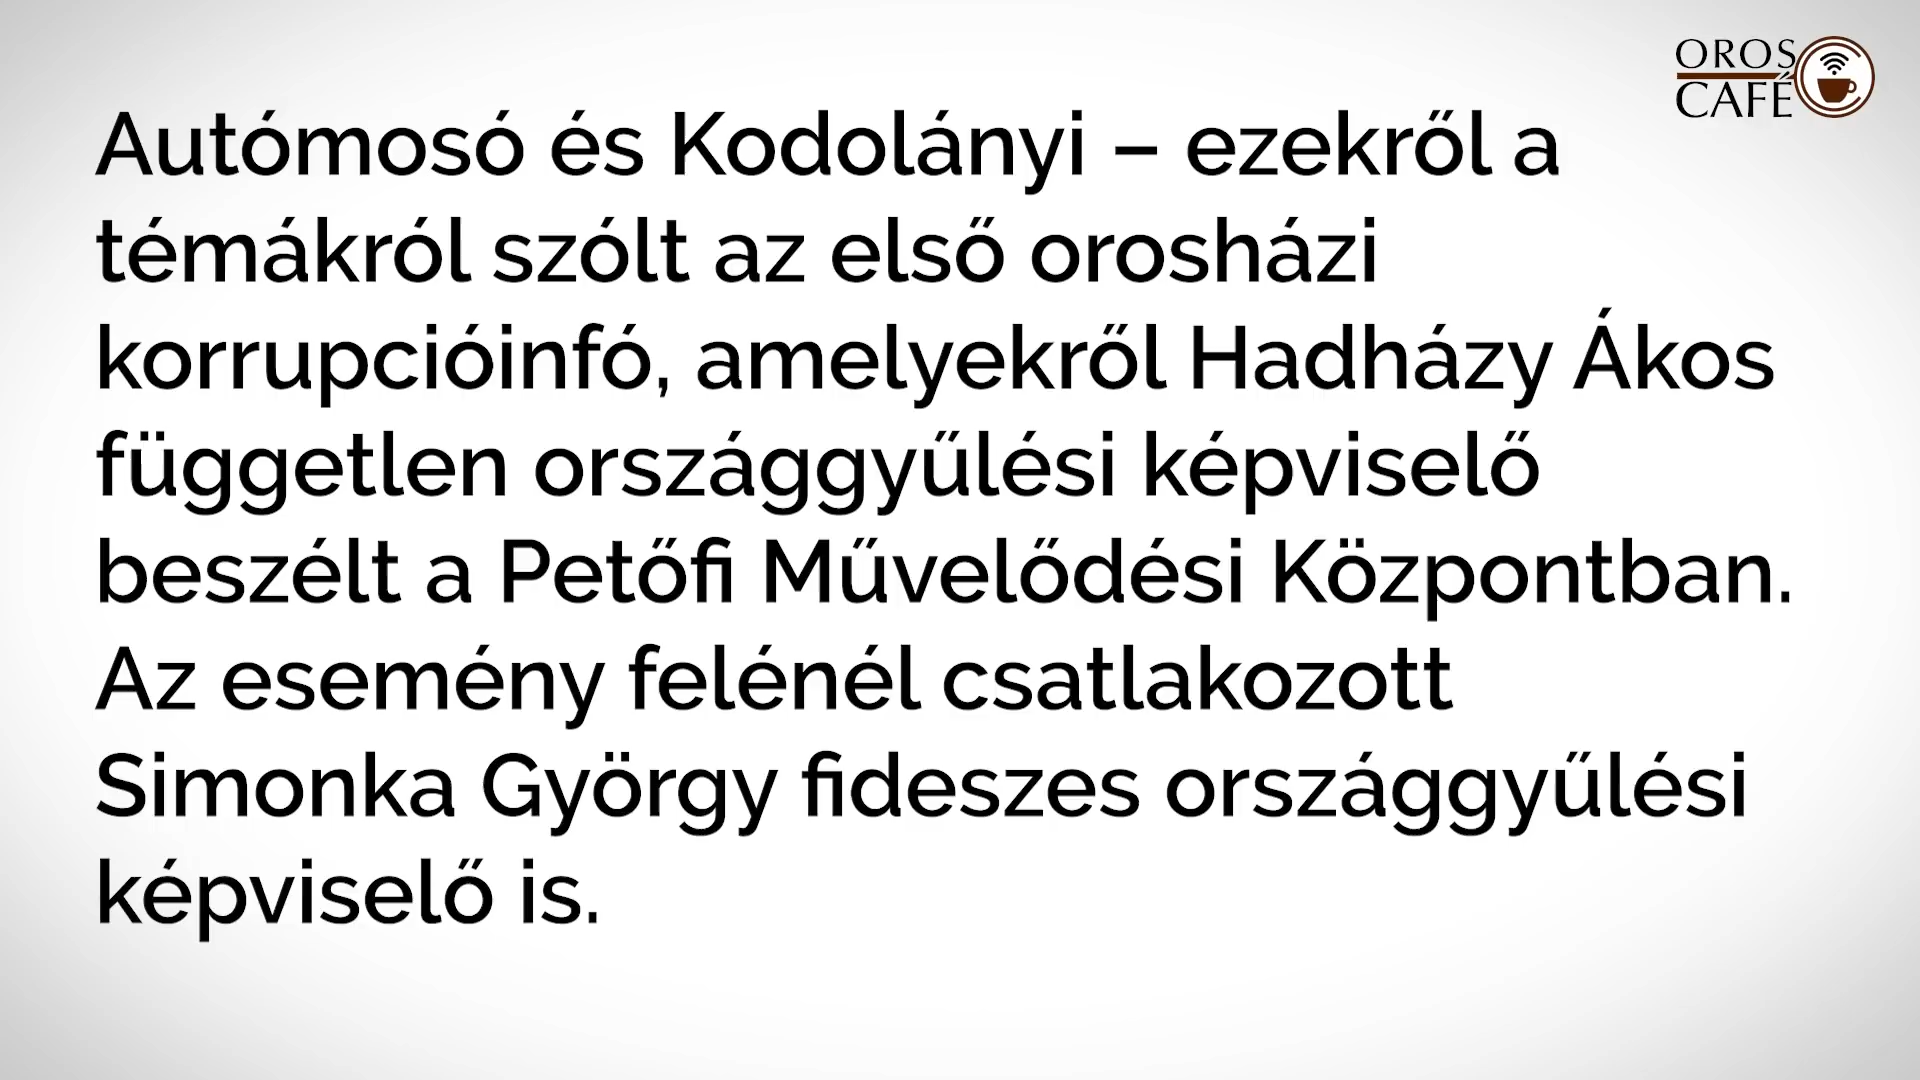 OROS
CAFÉ
Autómosó és Kodolányi – ezekről a
témákról szólt az első orosházi
korrupcióinfó, amelyekről Hadházy Ákos
független országgyűlési képviselő
beszélt a Petőfi Művelődési Központban.
Az esemény felénél csatlakozott
Simonka György fideszes országgyűlési
képviselő is.